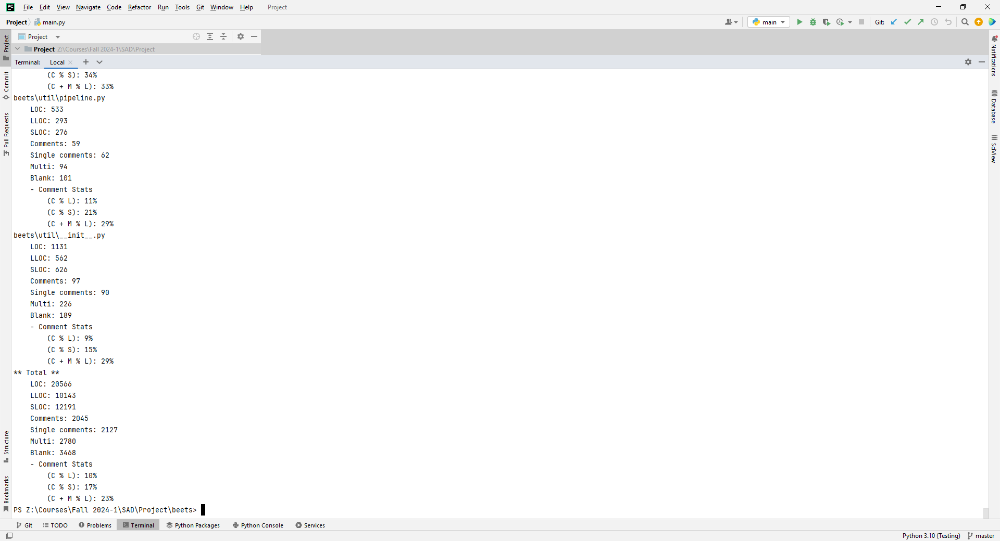 File Edit View Navigate Code Refactor Run Tools Git Window Help Project
Project main.py main Git:
Project
Project Z:\Courses\Fall 2024-1\SAD\Project
Terminal: Local
(C % S): 34%
(C + M % L): 33%
beets\util\pipeline.py
LOC: 533
LLOC: 293
SLOC: 276
Comments: 59
Single comments: 62
Multi: 94
Blank: 101
- Comment Stats
(C % L): 11%
(C % S): 21%
(C + M % L): 29%
beets\util\__init__.py
LOC: 1131
LLOC: 562
SLOC: 626
Comments: 97
Single comments: 90
Multi: 226
Blank: 189
- Comment Stats
(C % L): 9%
(C % S): 15%
(C + M % L): 29%
** Total **
LOC: 20566
LLOC: 10143
SLOC: 12191
Comments: 2045
Single comments: 2127
Multi: 2780
Blank: 3468
- Comment Stats
(C % L): 10%
(C % S): 17%
(C + M % L): 23%
PS Z:\Courses\Fall 2024-1\SAD\Project\beets>
Project
Commit
Pull Requests
Structure
Bookmarks
Notifications
Database
SciView
Git TODO Problems Terminal Python Packages Python Console Services
Python 3.10 (Testing) master
PC